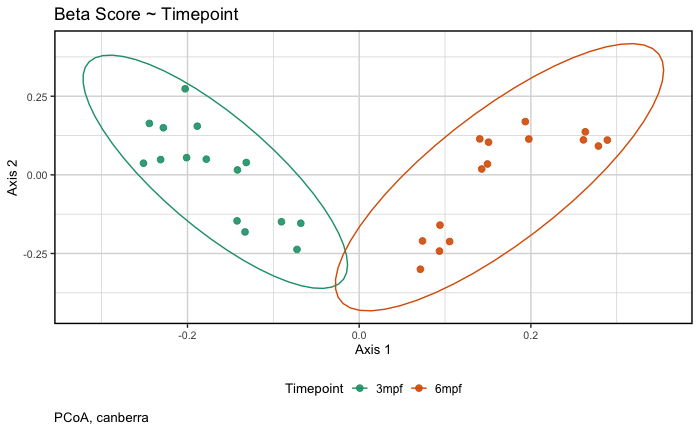 Beta Score ~ Timepoint
Axis 2
0.25
0.00
-0.25
-0.2
0.0
0.2
Axis 1
Timepoint 3mpf 6mpf
PCoA, canberra